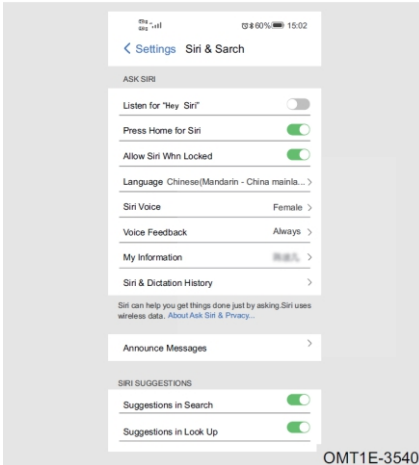 60% 15:02
Settings Siri & Sarch
ASK SIRI
Listen for "Hey Siri"
Press Home for Siri
Allow Siri Whn Locked
Language Chinese(Mandarin - China mainla...
Siri Voice Female
Voice Feedback Always
My Information
Siri & Dictation History
Siri can help you get things done just by asking.Siri uses
wireless data. About Ask Siri & Prvacy...
Announce Messages
SIRI SUGGESTIONS
Suggestions in Search
Suggestions in Look Up
OMT1E-3540